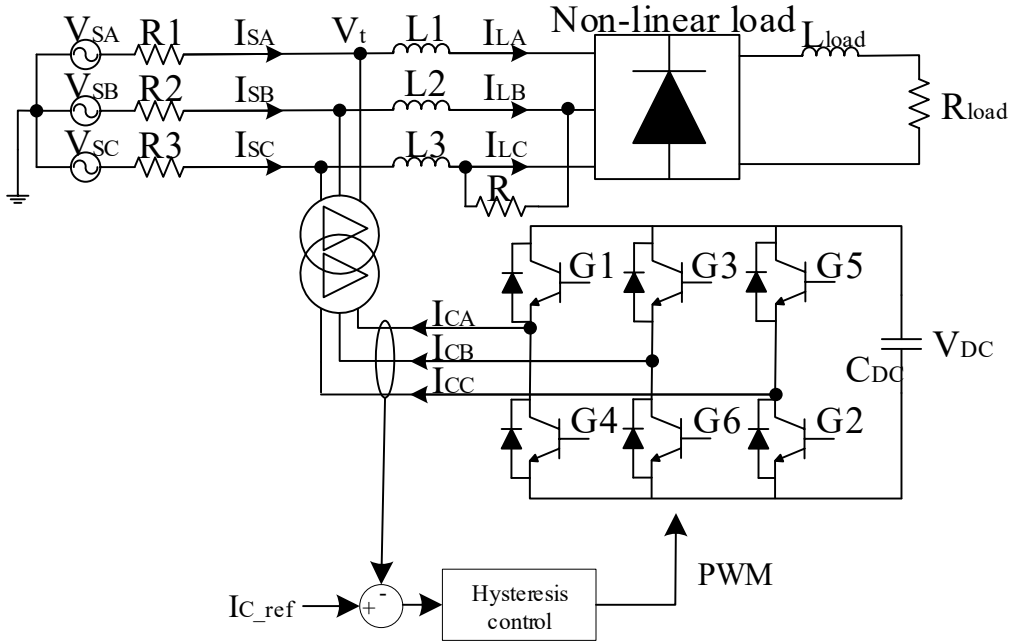 VSA R1 ISA Vt L1 ILA Non-linear load Lload
VSB R2 ISB L2 ILB Rload
VSC R3 ISC L3 ILC
R
G1 G3 G5
ICA
ICB
ICC
CDC VDC
G4 G6 G2
PWM
IC_ref + - Hysteresis
control